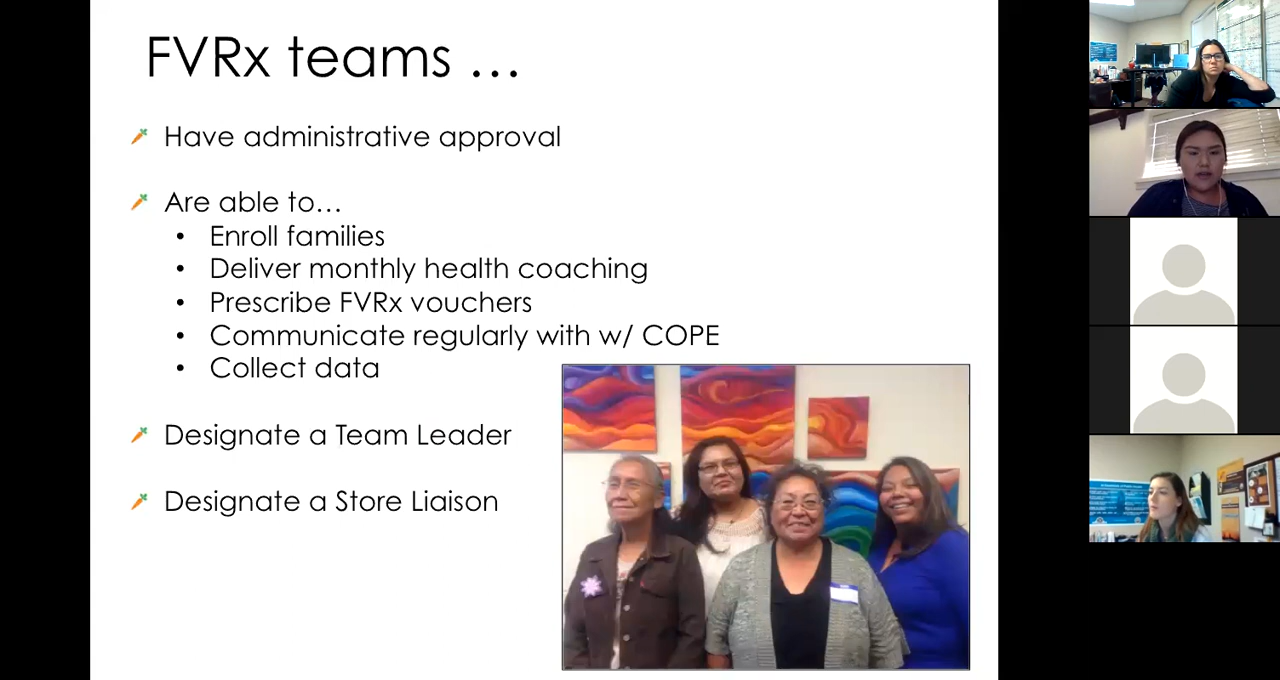 FVRx teams ...
Have administrative approval
Are able to...
• Enroll families
• Deliver monthly health coaching
• Prescribe FVRx vouchers
• Communicate regularly with w/ COPE
• Collect data
Designate a Team Leader
Designate a Store Liaison